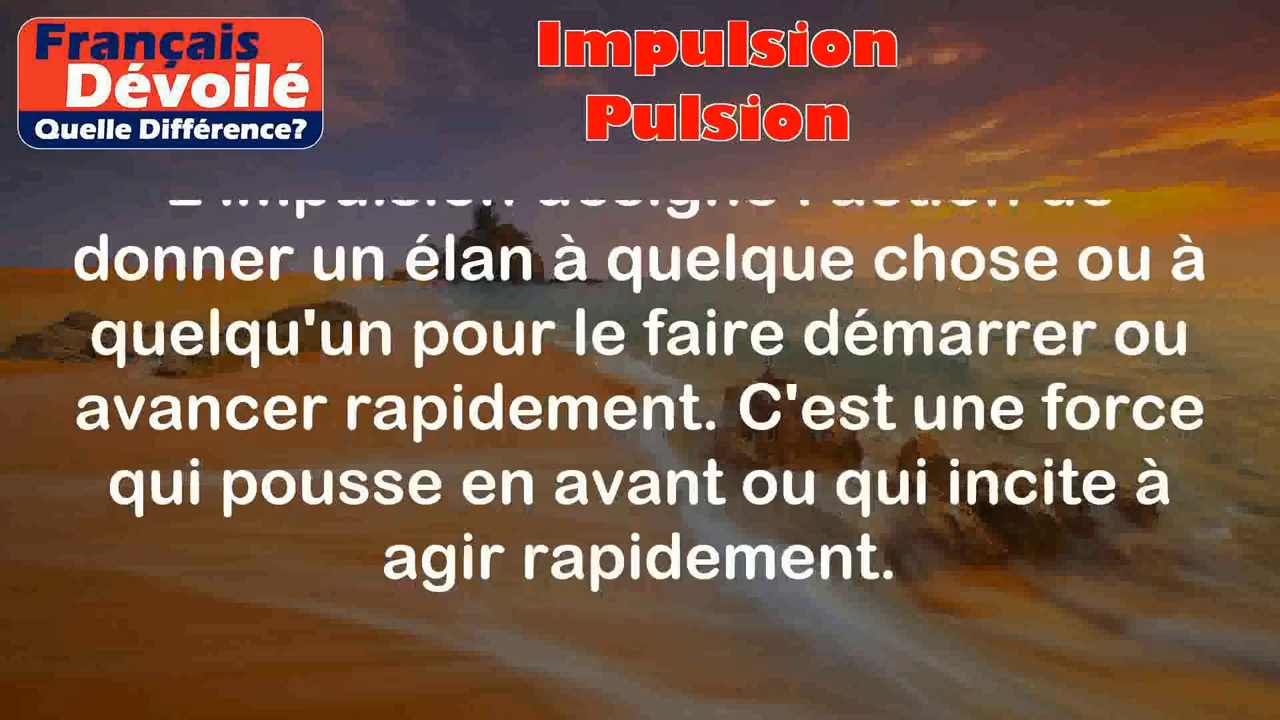 Français
Dévoilé
Quelle Différence?
Impulsion
Pulsion
donner un élan à quelque chose ou à
quelqu'un pour le faire démarrer ou
avancer rapidement. C'est une force
qui pousse en avant ou qui incite à
agir rapidement.